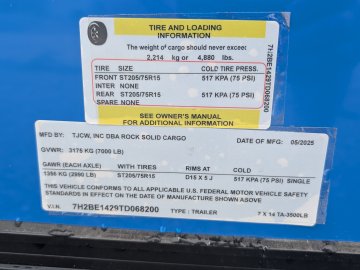 TIRE AND LOADING
INFORMATION
The weight of cargo should never exceed
2,214 kg or 4,880 lbs.
TIRE SIZE COLD TIRE PRESS.
FRONT ST205/75R15 517 KPA (75 PSI)
INTER NONE
REAR ST205/75R15 517 KPA (75 PSI)
SPARE NONE
SEE OWNER'S MANUAL
FOR ADDITIONAL INFORMATION
7H2BE1429TD068200
MFD BY: TJCW, INC DBA ROCK SOLID CARGO DATE OF MFD: 05/2025
GVWR: 3175 KG (7000 LB)
GAWR (EACH AXLE) WITH TIRES RIMS AT COLD
1356 KG (2990 LB) ST205/75R15 D15 X 5 J 517 KPA (75 PSI) SINGLE
THIS VEHICLE CONFORMS TO ALL APPLICABLE U.S. FEDERAL MOTOR VEHICLE SAFETY
STANDARDS IN EFFECT ON THE DATE OF MANUFACTURE SHOWN ABOVE
V.I.N. 7H2BE1429TD068200 TYPE: TRAILER 7 X 14 TA-3500LB